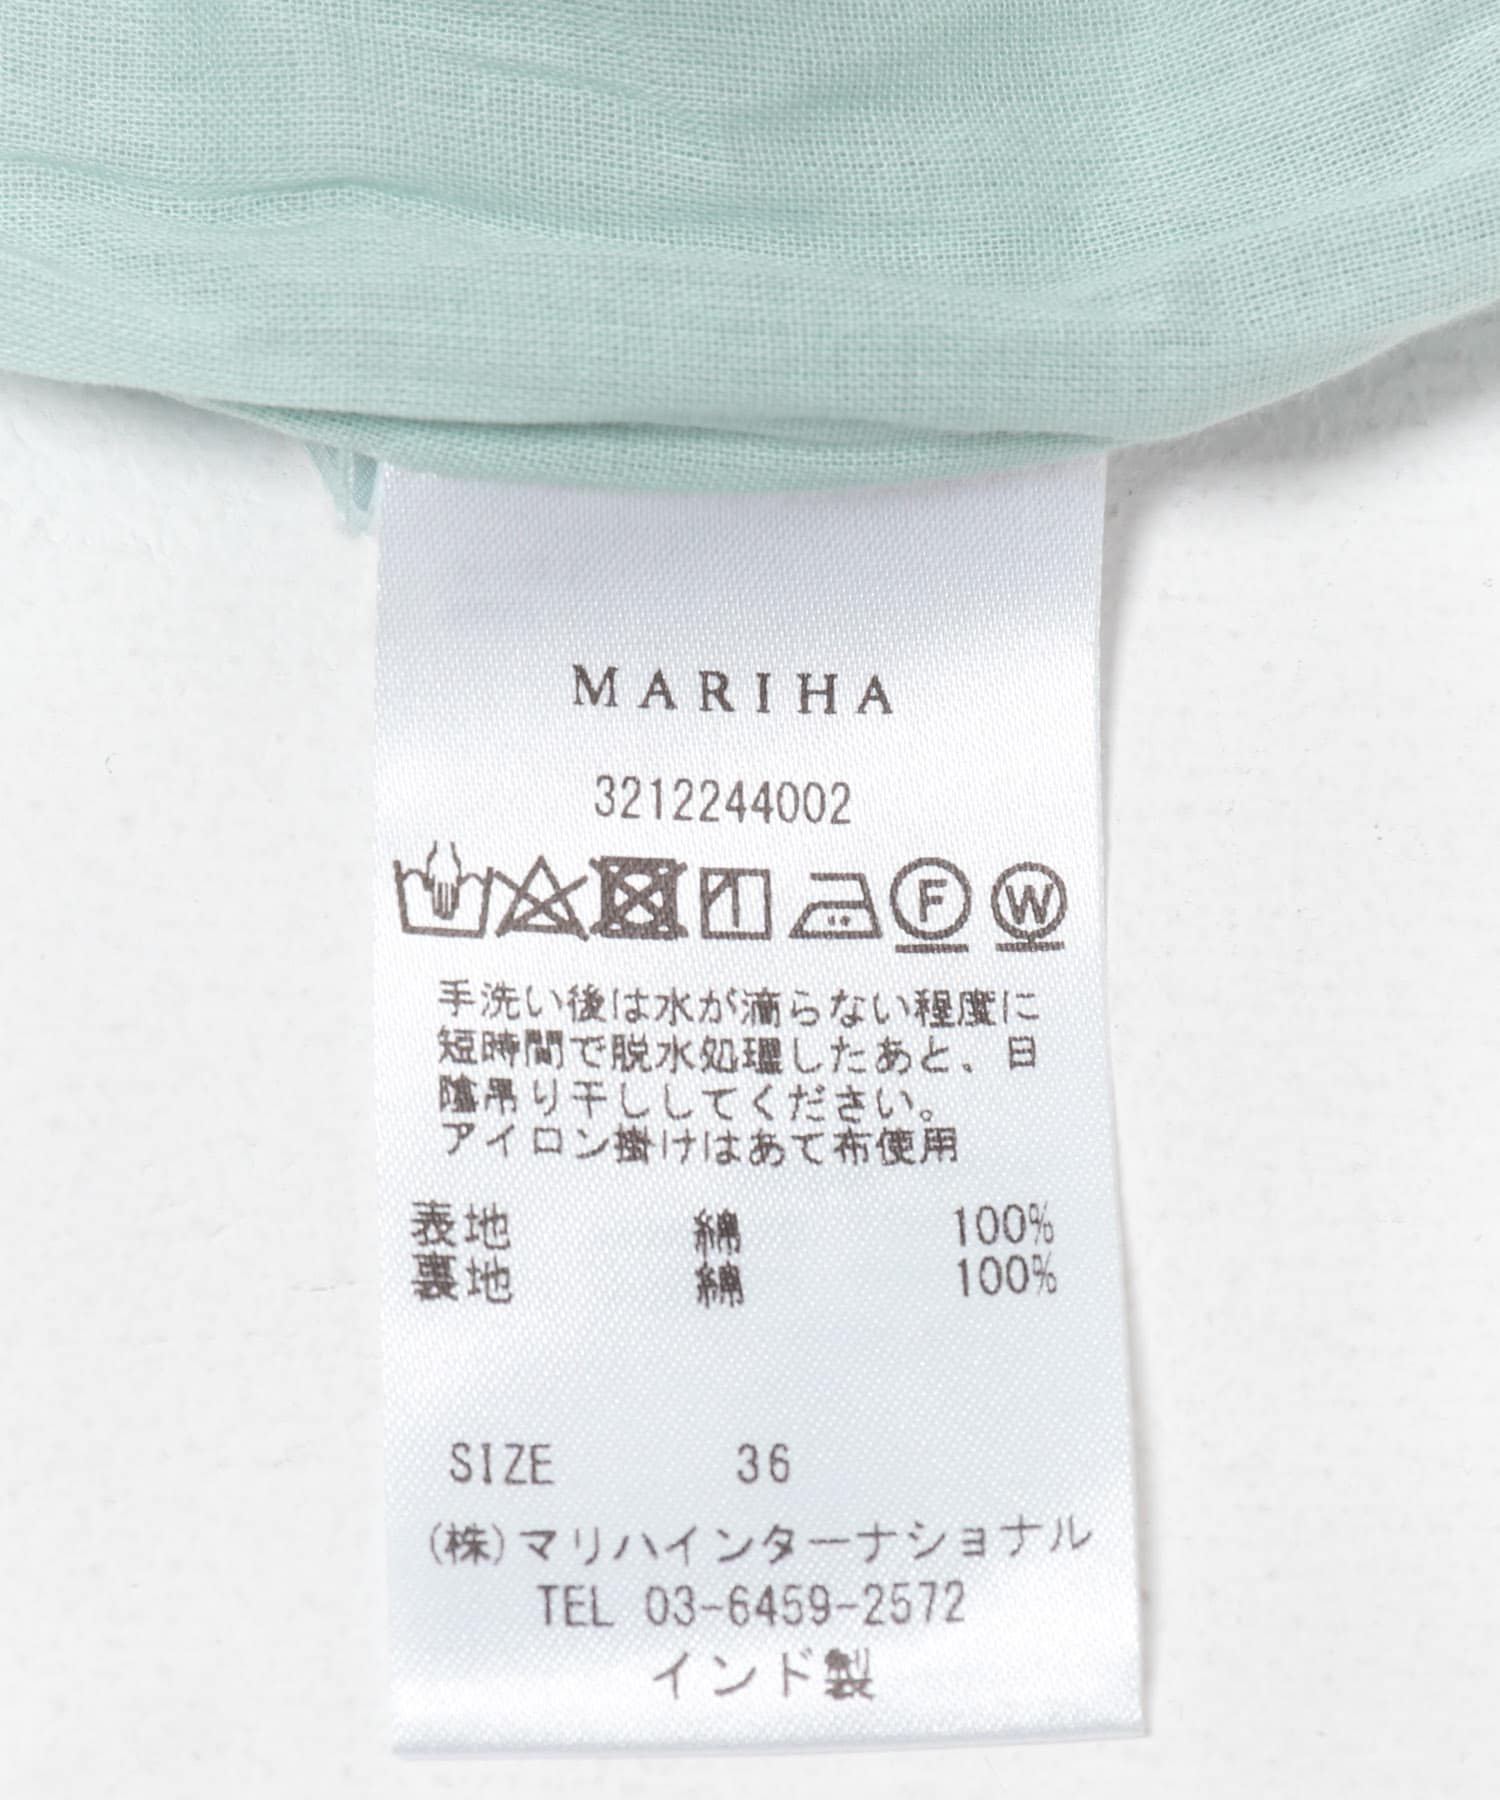 MARIHA
3212244002
F W
手洗い後は水が滴らない程度に
短時間で脱水処理したあと、日
陰吊り干ししてください。
アイロン掛けはあて布使用
表地 綿 100%
裏地 綿 100%
SIZE 36
(株)マリハインターナショナル
TEL 03-6459-2572
インド製